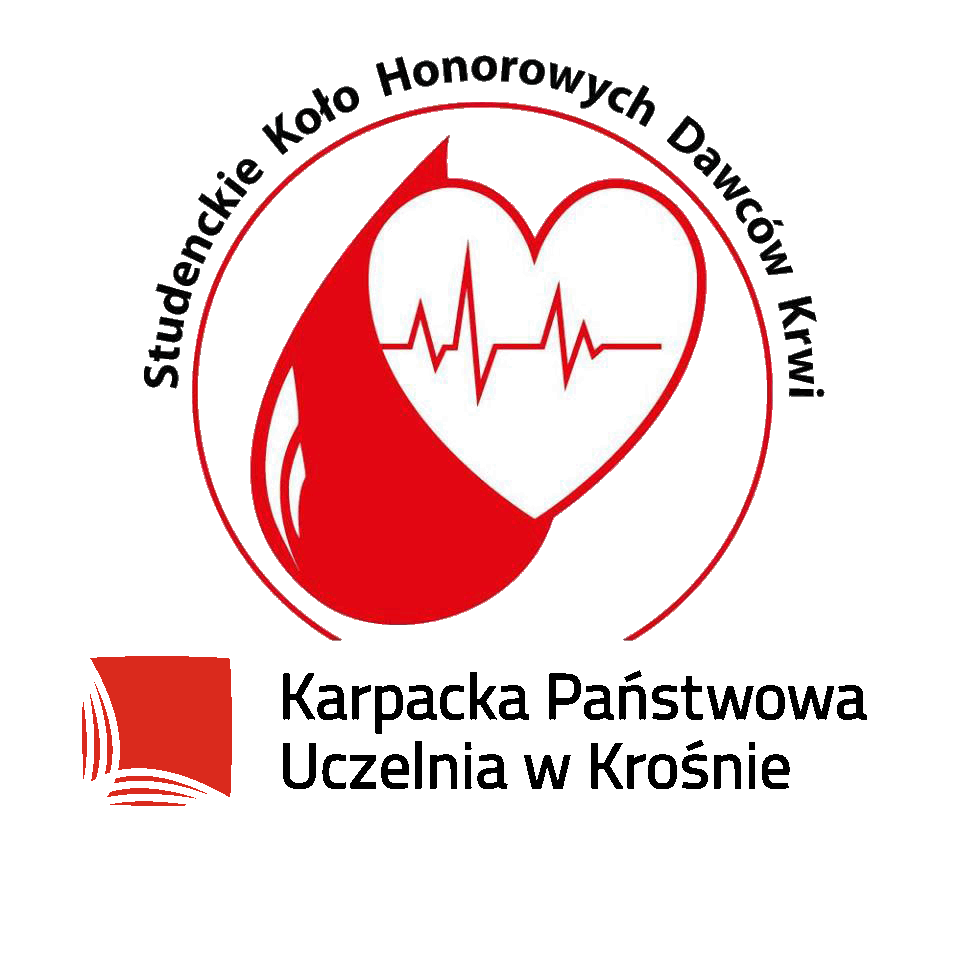 Studenckie Koło Honorowych Dawców Krwi
Karpacka Państwowa
Uczelnia w Krośnie